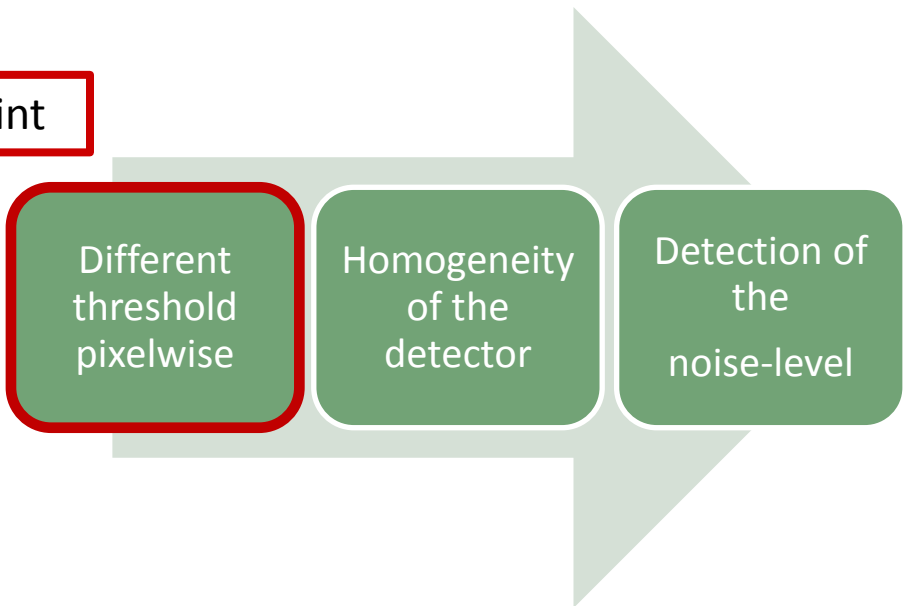 int
Different
threshold
pixelwise
Homogeneity
of the
detector
Detection of
the
noise-level